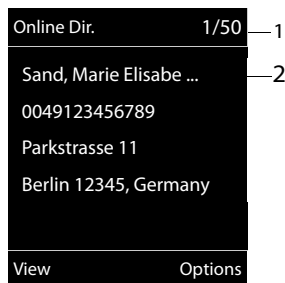 Online Dir. 1/50 1
Sand, Marie Elisabe ... 2
0049123456789
Parkstrasse 11
Berlin 12345, Germany
View Options